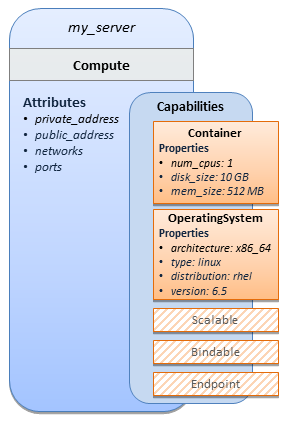 my_server
Compute
Attributes
• private_address
• public_address
• networks
• ports
Capabilities
Container
Properties
• num_cpus: 1
• disk_size: 10 GB
• mem_size: 512 MB
OperatingSystem
Properties
• architecture: x86_64
• type: linux
• distribution: rhel
• version: 6.5
Scalable
Bindable
Endpoint